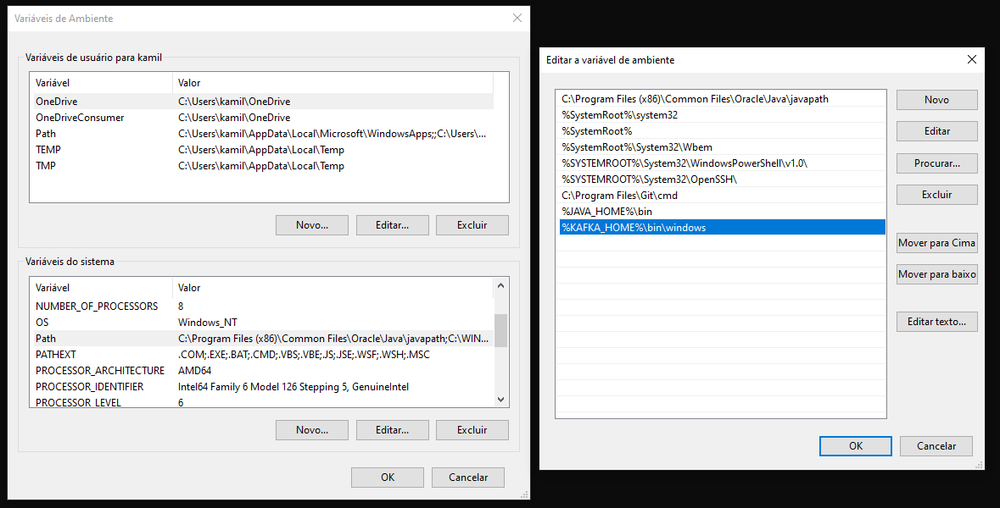 Variáveis de Ambiente
Variáveis de usuário para kamil
Variável Valor
OneDrive C:\Users\kamil\OneDrive
OneDriveConsumer C:\Users\kamil\OneDrive
Path C:\Users\kamil\AppData\Local\Microsoft\WindowsApps;;C:\Users\...
TEMP C:\Users\kamil\AppData\Local\Temp
TMP C:\Users\kamil\AppData\Local\Temp
Novo... Editar... Excluir
Variáveis do sistema
Variável Valor
NUMBER_OF_PROCESSORS 8
OS Windows_NT
Path C:\Program Files (x86)\Common Files\Oracle\Java\javapath;C:\WIN...
PATHEXT .COM;.EXE;.BAT;.CMD;.VBS;.VBE;.JS;.JSE;.WSF;.WSH;.MSC
PROCESSOR_ARCHITECTURE AMD64
PROCESSOR_IDENTIFIER Intel64 Family 6 Model 126 Stepping 5, GenuineIntel
PROCESSOR_LEVEL 6
Novo... Editar... Excluir
OK Cancelar
Editar a variável de ambiente
C:\Program Files (x86)\Common Files\Oracle\Java\javapath
%SystemRoot%\system32
%SystemRoot%
%SystemRoot%\System32\Wbem
%SYSTEMROOT%\System32\WindowsPowerShell\v1.0\
%SYSTEMROOT%\System32\OpenSSH\
C:\Program Files\Git\cmd
%JAVA_HOME%\bin
%KAFKA_HOME%\bin\windows
Novo
Editar
Procurar...
Excluir
Mover para Cima
Mover para baixo
Editar texto...
OK Cancelar